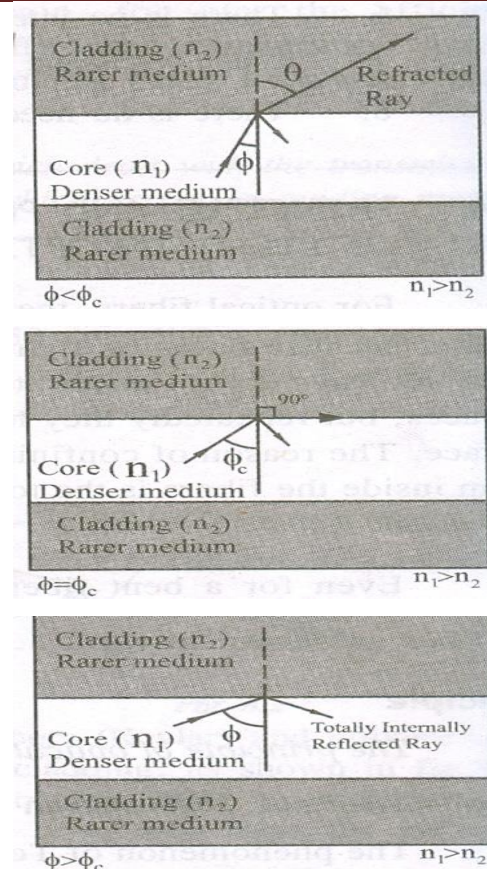 Cladding (n₂)
Rarer medium
θ
Refracted
Ray
Core (n₁)
Denser medium
ϕ
Cladding (n₂)
Rarer medium
ϕ<ϕc
n₁>n₂
Cladding (n₂)
Rarer medium
90°
Core (n₁)
Denser medium
ϕc
Cladding (n₂)
Rarer medium
ϕ=ϕc
n₁>n₂
Cladding (n₂)
Rarer medium
Core (n₁)
Denser medium
ϕ
Totally Internally
Reflected Ray
Cladding (n₂)
Rarer medium
ϕ>ϕc
n₁>n₂